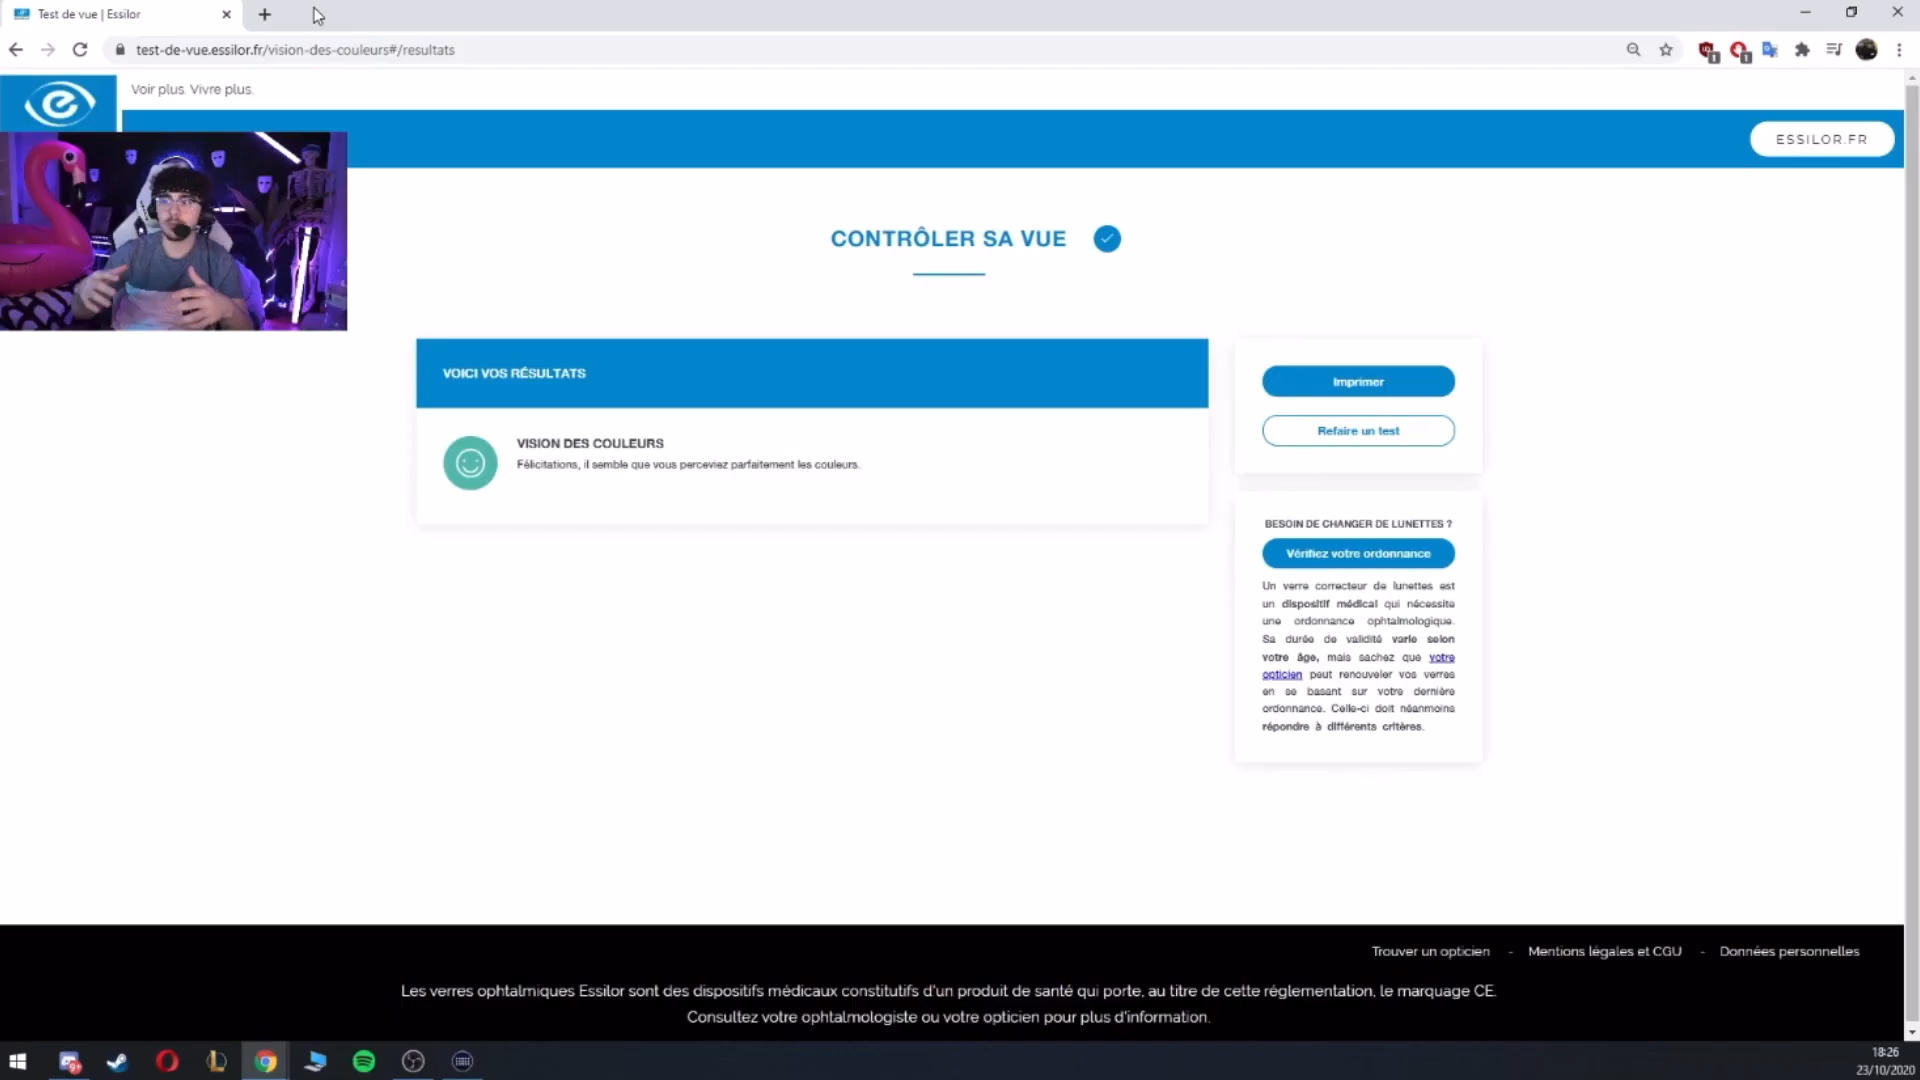 Test de vue | Essilor
test-de-vue.essilor.fr/vision-des-couleurs#/resultats
Voir plus. Vivre plus.
ESSILOR.FR
CONTRÔLER SA VUE
VOICI VOS RÉSULTATS
VISION DES COULEURS
Félicitations, il semble que vous perceviez parfaitement les couleurs.
Imprimer
Refaire un test
BESOIN DE CHANGER DE LUNETTES ?
Vérifiez votre ordonnance
Un verre correcteur de lunettes est
un dispositif médical qui nécessite
une ordonnance ophtalmologique.
Sa durée de validité varie selon
votre âge, mais sachez que votre
opticien peut renouveler vos verres
en se basant sur votre dernière
ordonnance. Celle-ci doit néanmoins
répondre à différents critères.
Trouver un opticien - Mentions légales et CGU - Données personnelles
Les verres ophtalmiques Essilor sont des dispositifs médicaux constitutifs d'un produit de santé qui porte, au titre de cette réglementation, le marquage CE.
Consultez votre ophtalmologiste ou votre opticien pour plus d'information.
18:26
23/10/2020